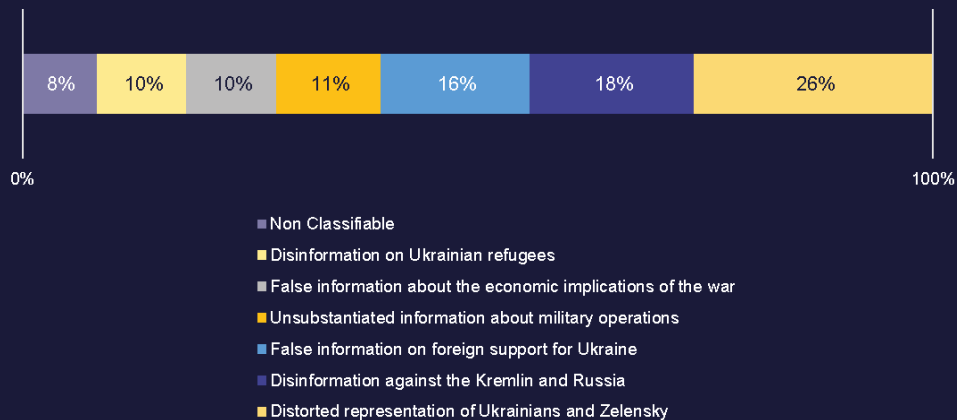 8% 10% 10% 11% 16% 18% 26%
0% 100%
Non Classifiable
Disinformation on Ukrainian refugees
False information about the economic implications of the war
Unsubstantiated information about military operations
False information on foreign support for Ukraine
Disinformation against the Kremlin and Russia
Distorted representation of Ukrainians and Zelensky